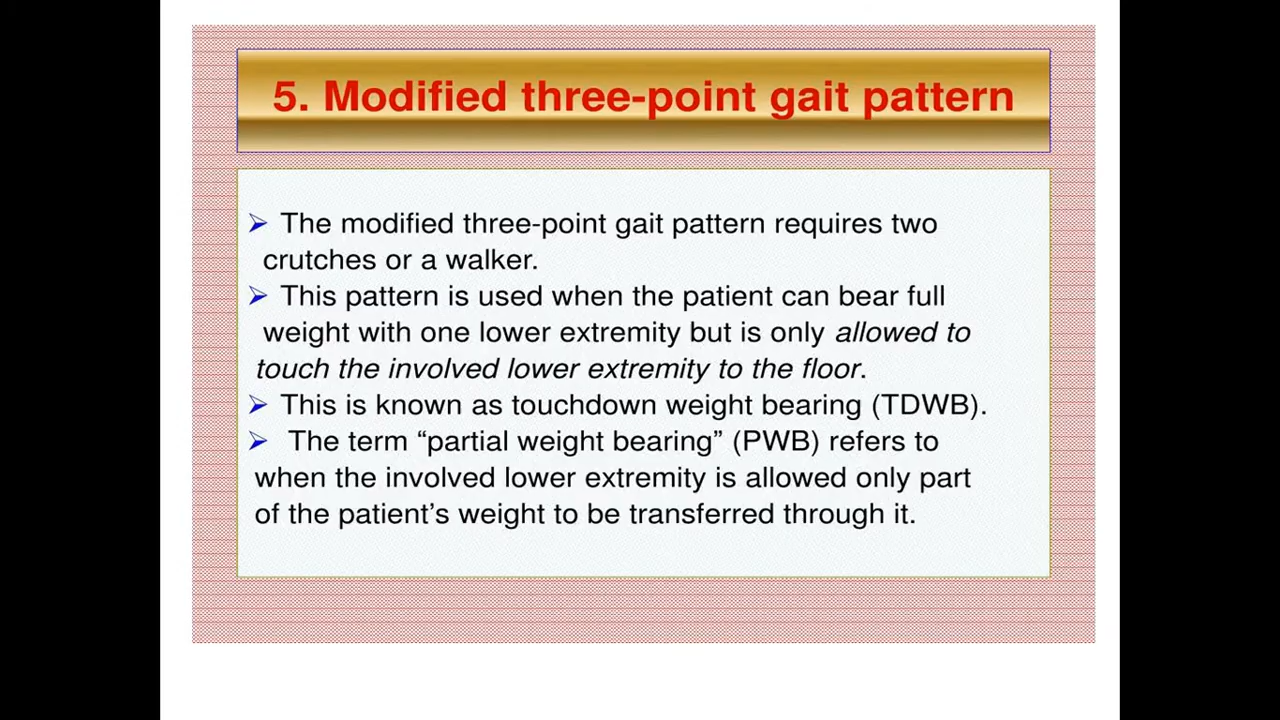 5. Modified three-point gait pattern
➢ The modified three-point gait pattern requires two
crutches or a walker.
➢ This pattern is used when the patient can bear full
weight with one lower extremity but is only allowed to
touch the involved lower extremity to the floor.
➢ This is known as touchdown weight bearing (TDWB).
➢ The term “partial weight bearing” (PWB) refers to
when the involved lower extremity is allowed only part
of the patient’s weight to be transferred through it.